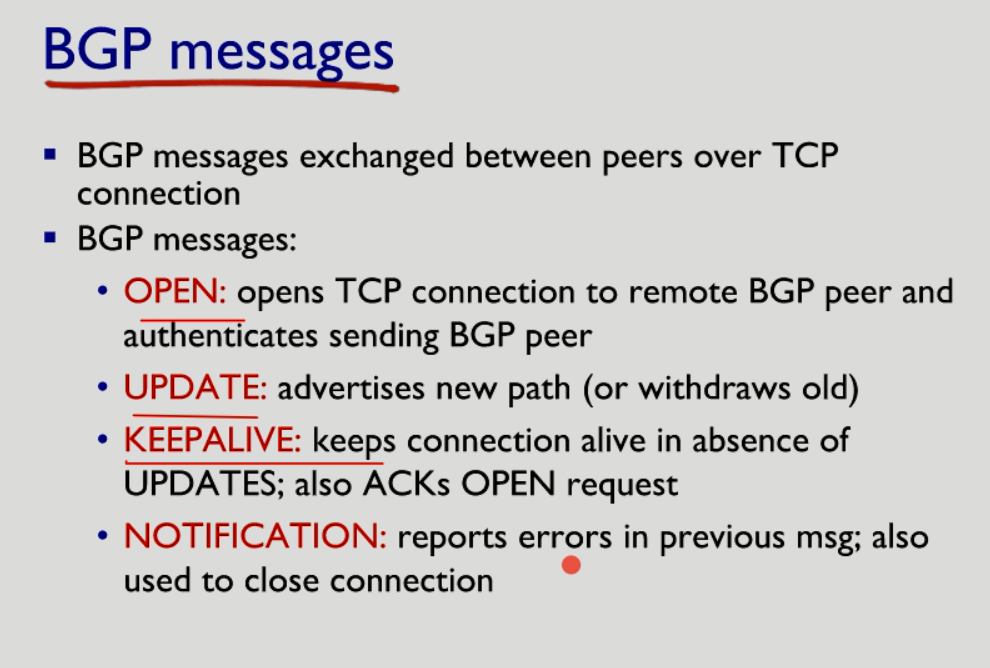 BGP messages
▪ BGP messages exchanged between peers over TCP
connection
▪ BGP messages:
• OPEN: opens TCP connection to remote BGP peer and
authenticates sending BGP peer
• UPDATE: advertises new path (or withdraws old)
• KEEPALIVE: keeps connection alive in absence of
UPDATES; also ACKs OPEN request
• NOTIFICATION: reports errors in previous msg; also
used to close connection